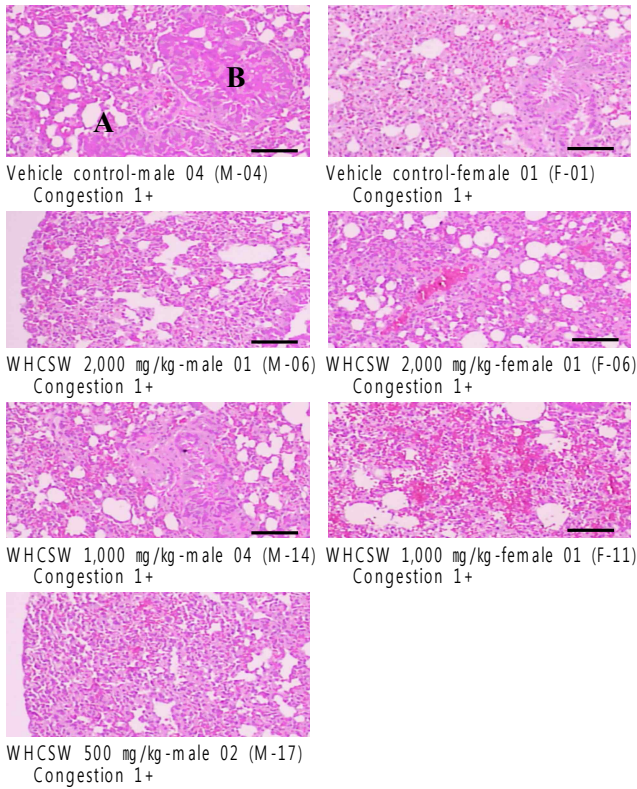 A
B
Vehicle control-male 04 (M-04)
Congestion 1+
Vehicle control-female 01 (F-01)
Congestion 1+
WHCSW 2,000 mg/kg-male 01 (M-06)
Congestion 1+
WHCSW 2,000 mg/kg-female 01 (F-06)
Congestion 1+
WHCSW 1,000 mg/kg-male 04 (M-14)
Congestion 1+
WHCSW 1,000 mg/kg-female 01 (F-11)
Congestion 1+
WHCSW 500 mg/kg-male 02 (M-17)
Congestion 1+